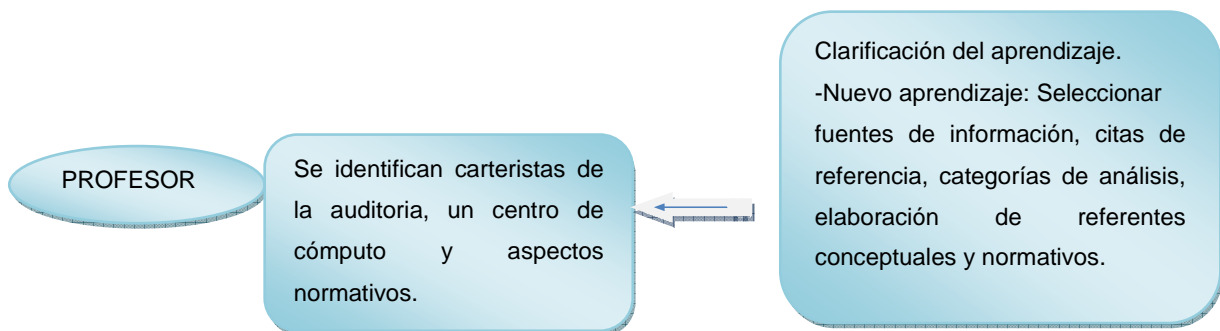 PROFESOR
Se identifican carteristas de
la auditoria, un centro de
cómputo y aspectos
normativos.
Clarificación del aprendizaje.
-Nuevo aprendizaje: Seleccionar
fuentes de información, citas de
referencia, categorías de análisis,
elaboración de referentes
conceptuales y normativos.